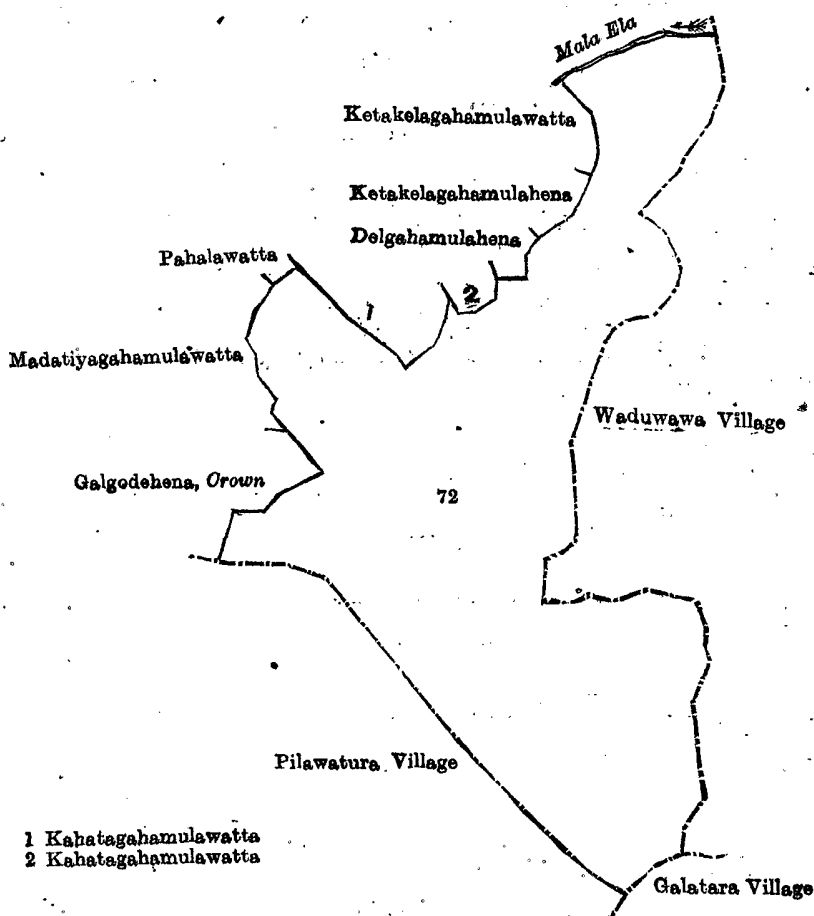 Mala Ela
Ketakelagahamulawatta
Ketakelagahamulahena
Delgahamulahena
Pahalawatta
1
2
Madatiyagahamulawatta
Waduwawa Village
Galgodehena, Orown
72
Pilawatura Village
1 Kahatagahamulawatta
2 Kahatagahamulawatta
Galatara Village